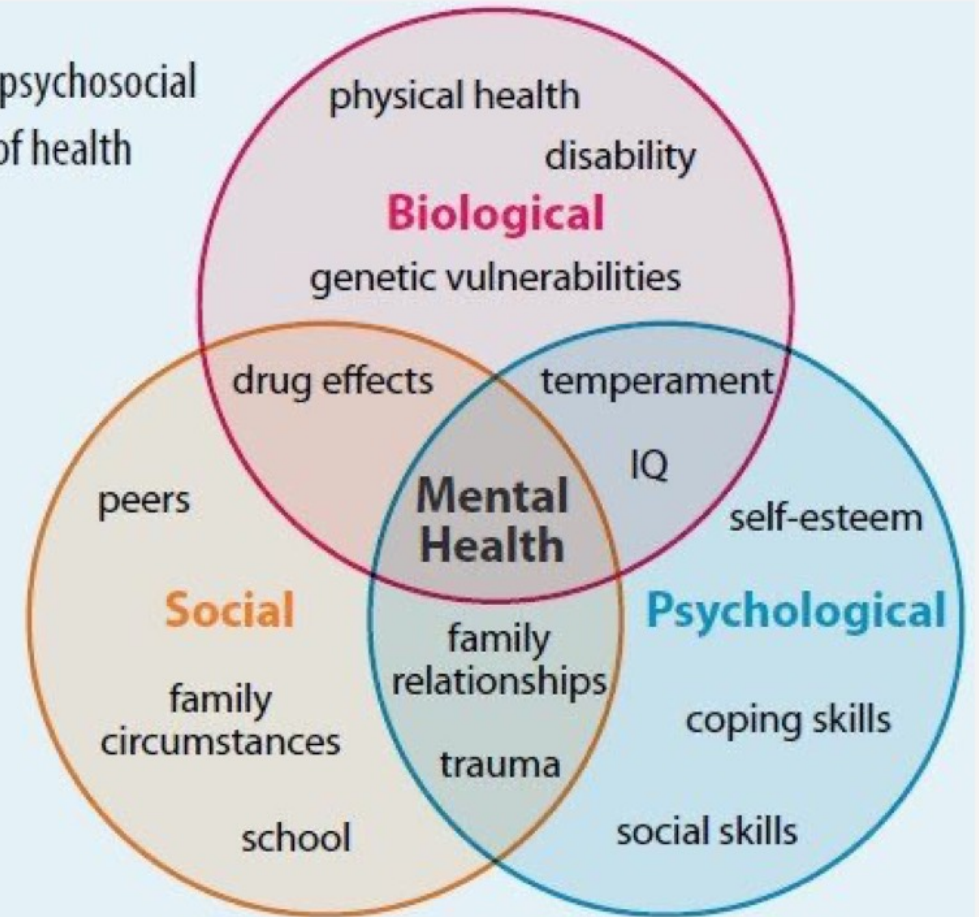 psychosocial
of health
physical health
disability
Biological
genetic vulnerabilities
drug effects
temperament
IQ
peers
Mental
Health
self-esteem
Social
Psychological
family
relationships
family
circumstances
coping skills
trauma
school
social skills